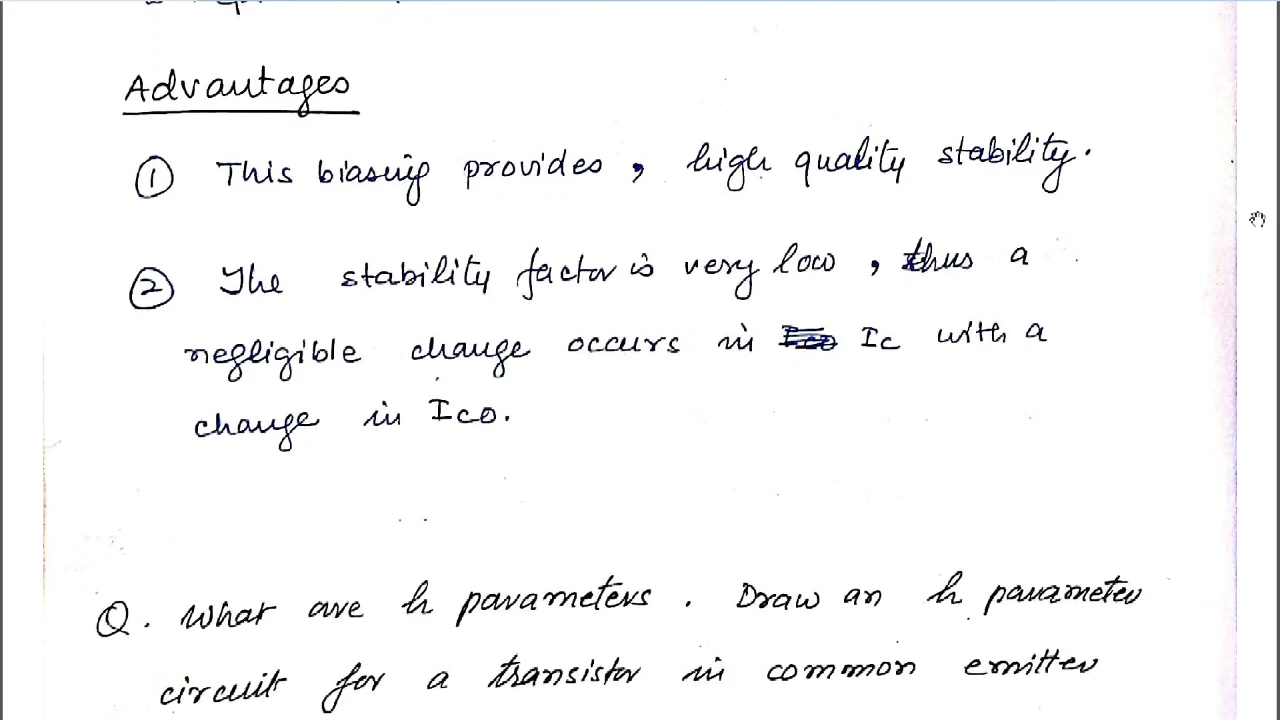 Advantages
① This biasing provides, high quality stability.
② The stability factor is very low, thus a
negligible change occurs in Ic with a
change in Ico.
Q. What are h parameters. Draw an h parameter
circuit for a transistor in common emitter